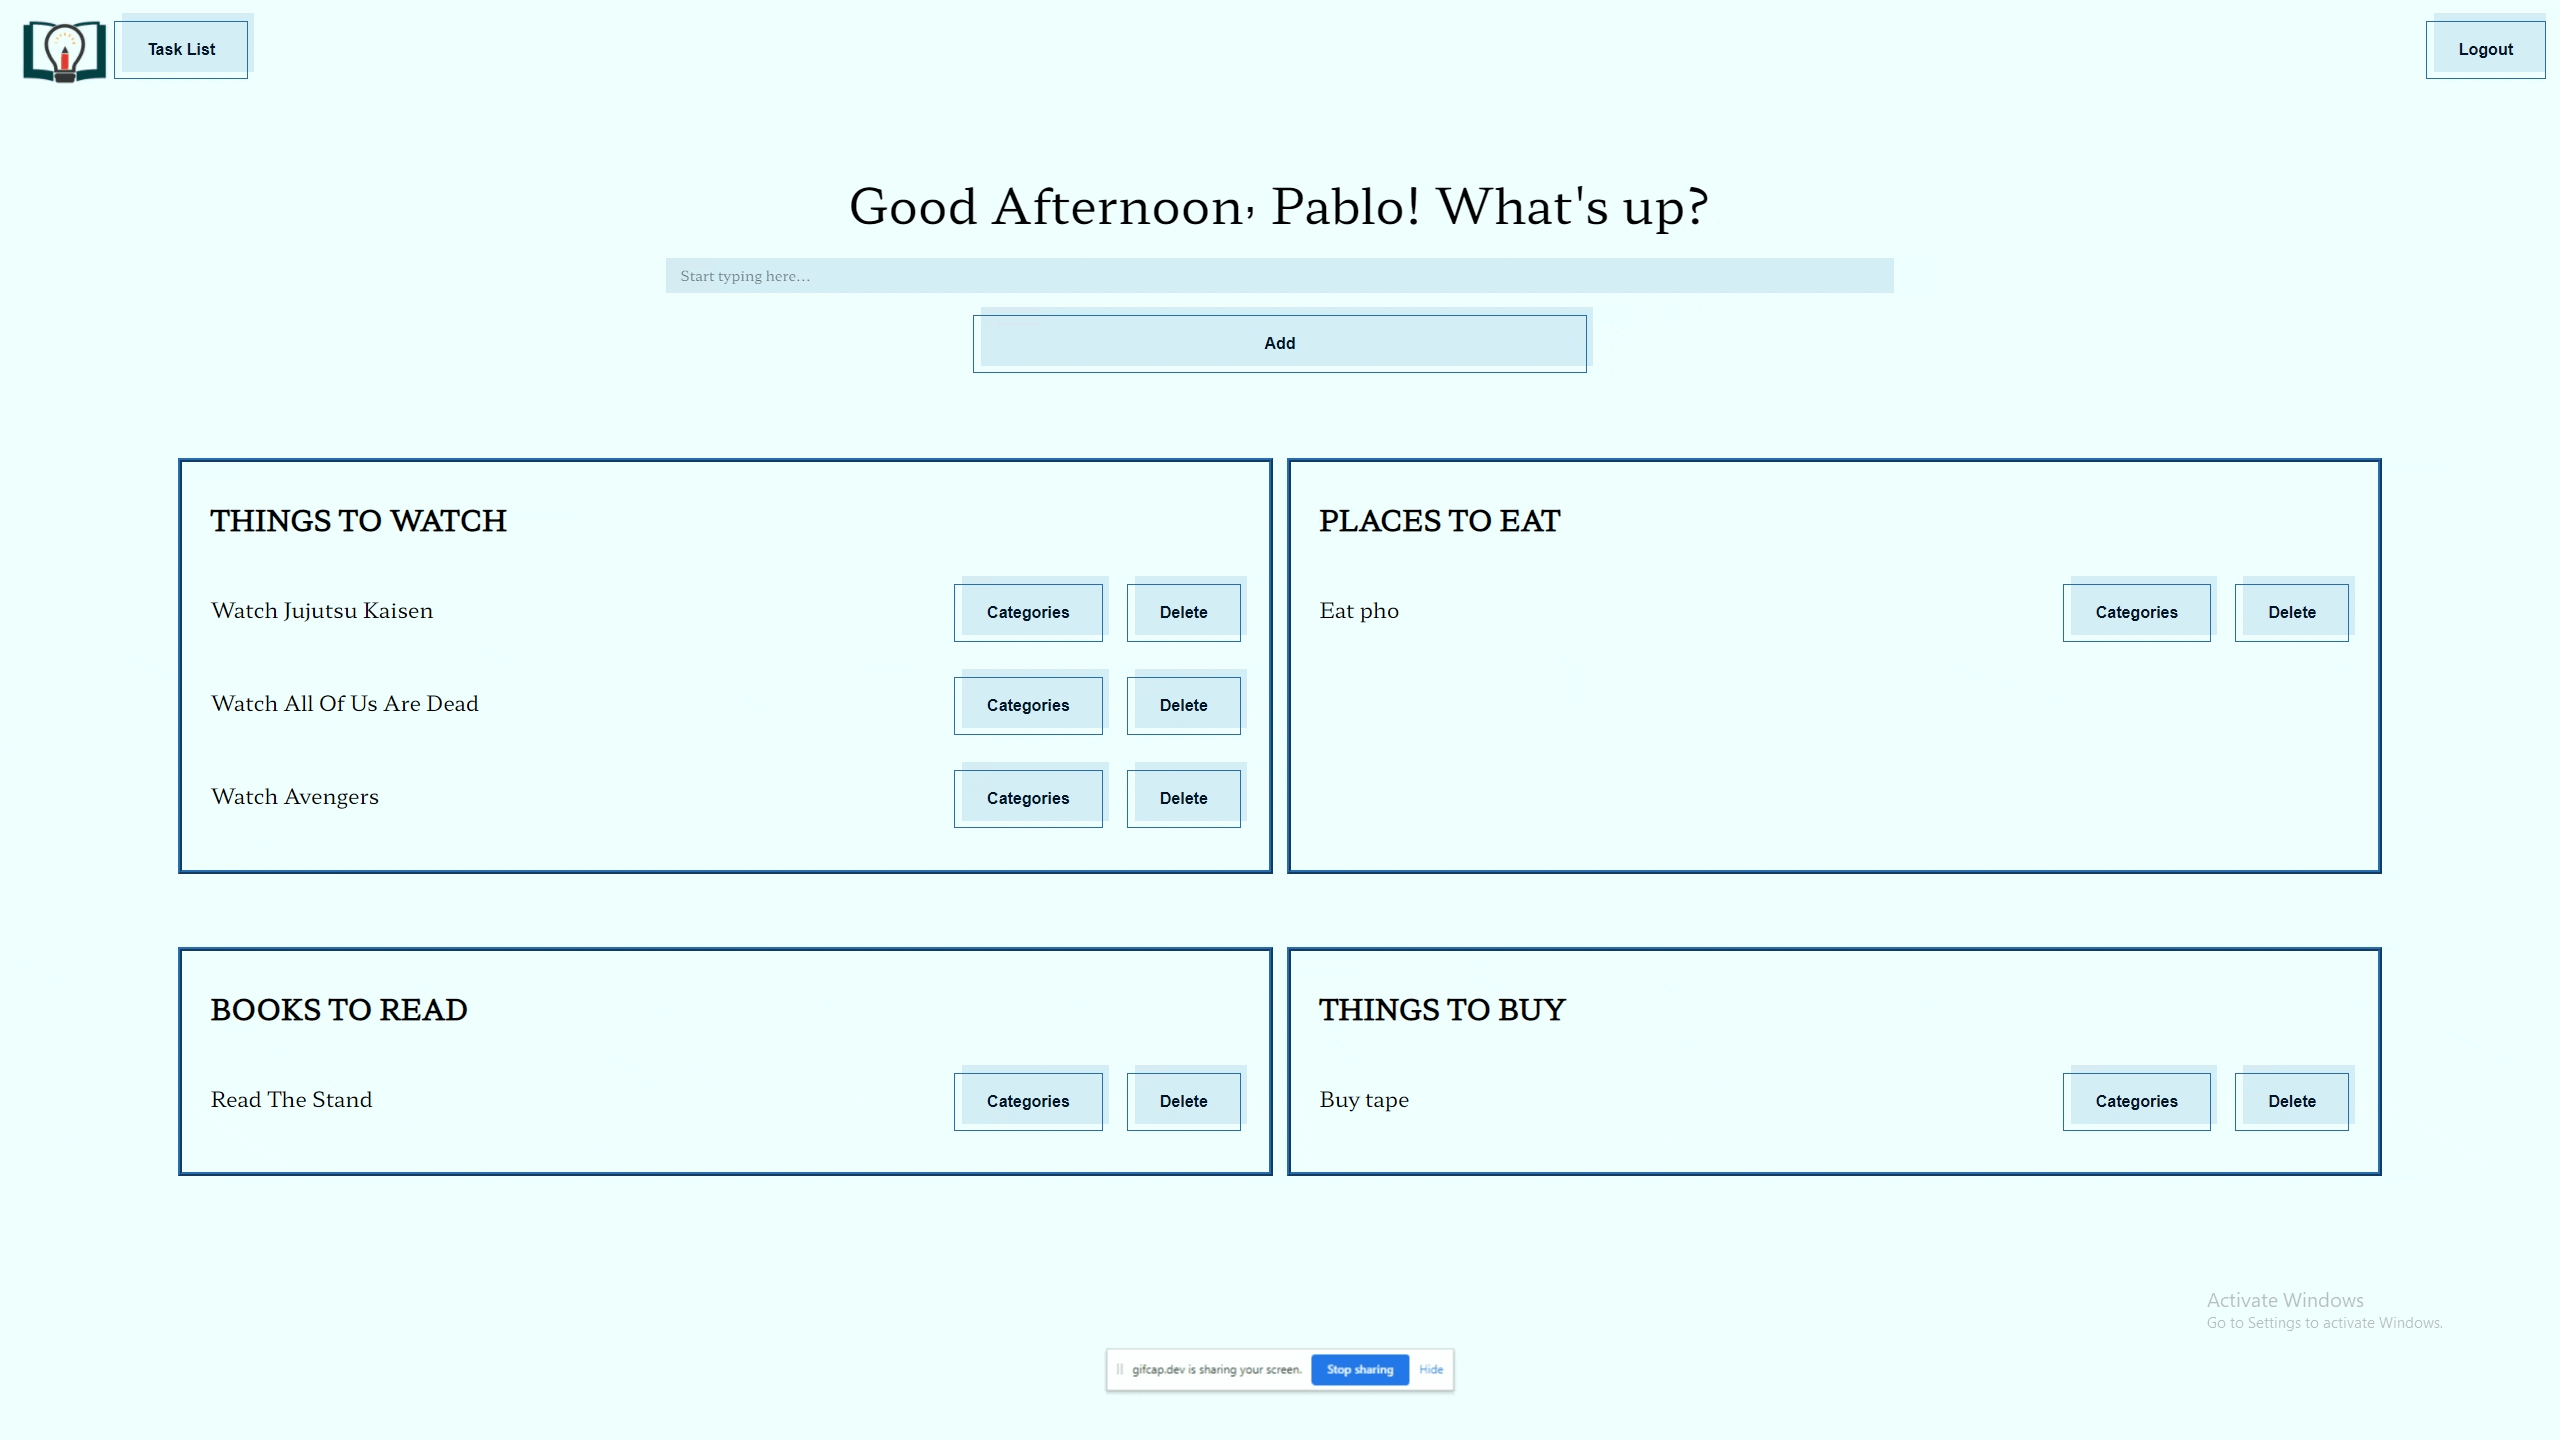 Task List
Logout
Good Afternoon, Pablo! What's up?
Start typing here...
Add
THINGS TO WATCH
Watch Jujutsu Kaisen Categories Delete
Watch All Of Us Are Dead Categories Delete
Watch Avengers Categories Delete
PLACES TO EAT
Eat pho Categories Delete
BOOKS TO READ
Read The Stand Categories Delete
THINGS TO BUY
Buy tape Categories Delete
Activate Windows
Go to Settings to activate Windows.
gifcap.dev is sharing your screen. Stop sharing Hide